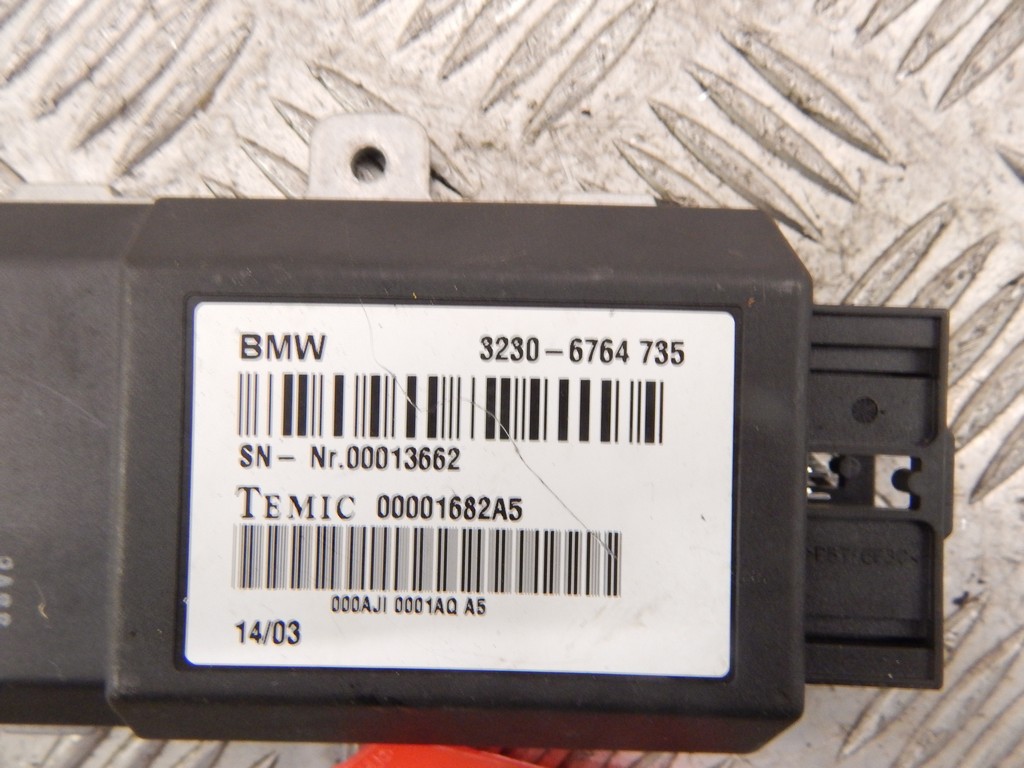 BMW 3230-6764 735
SN- Nr.00013662
TEMIC 00001682A5
000AJI 0001AQ A5
14/03